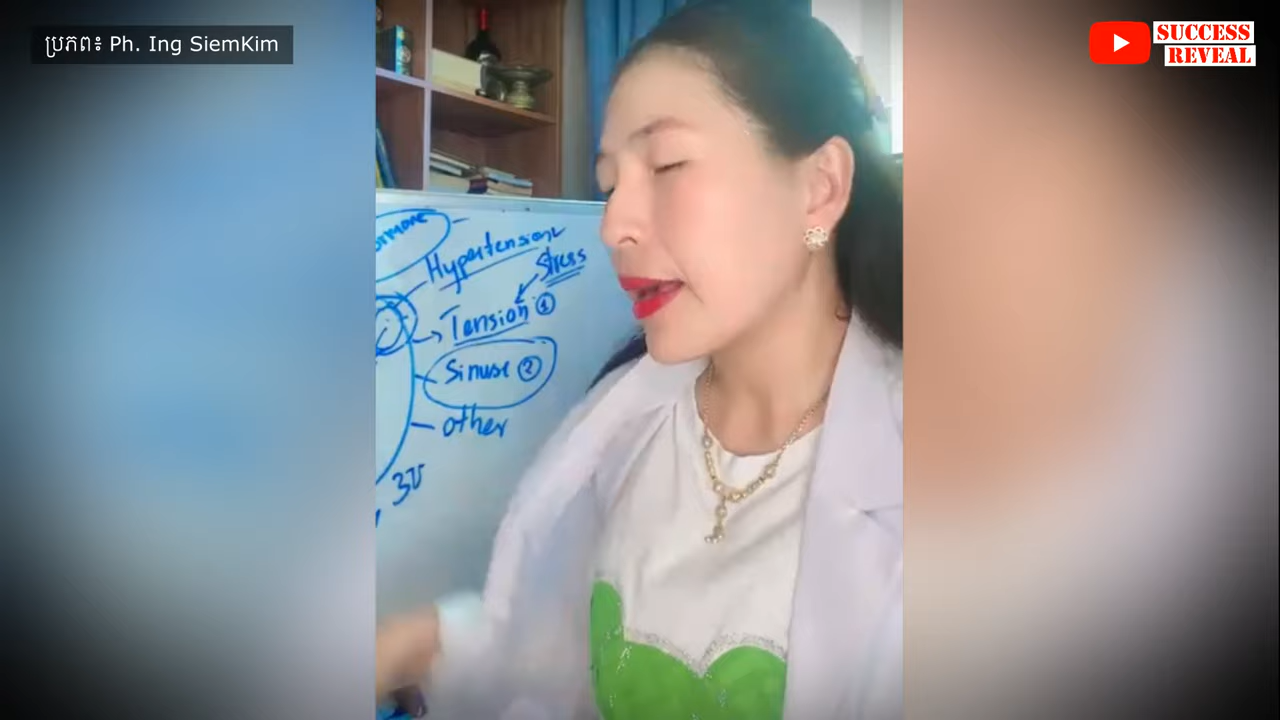 ប្រភព៖ Ph. Ing SiemKim
SUCCESS
REVEAL
Hypertension
Stress
Tension ①
Sinuse ②
other